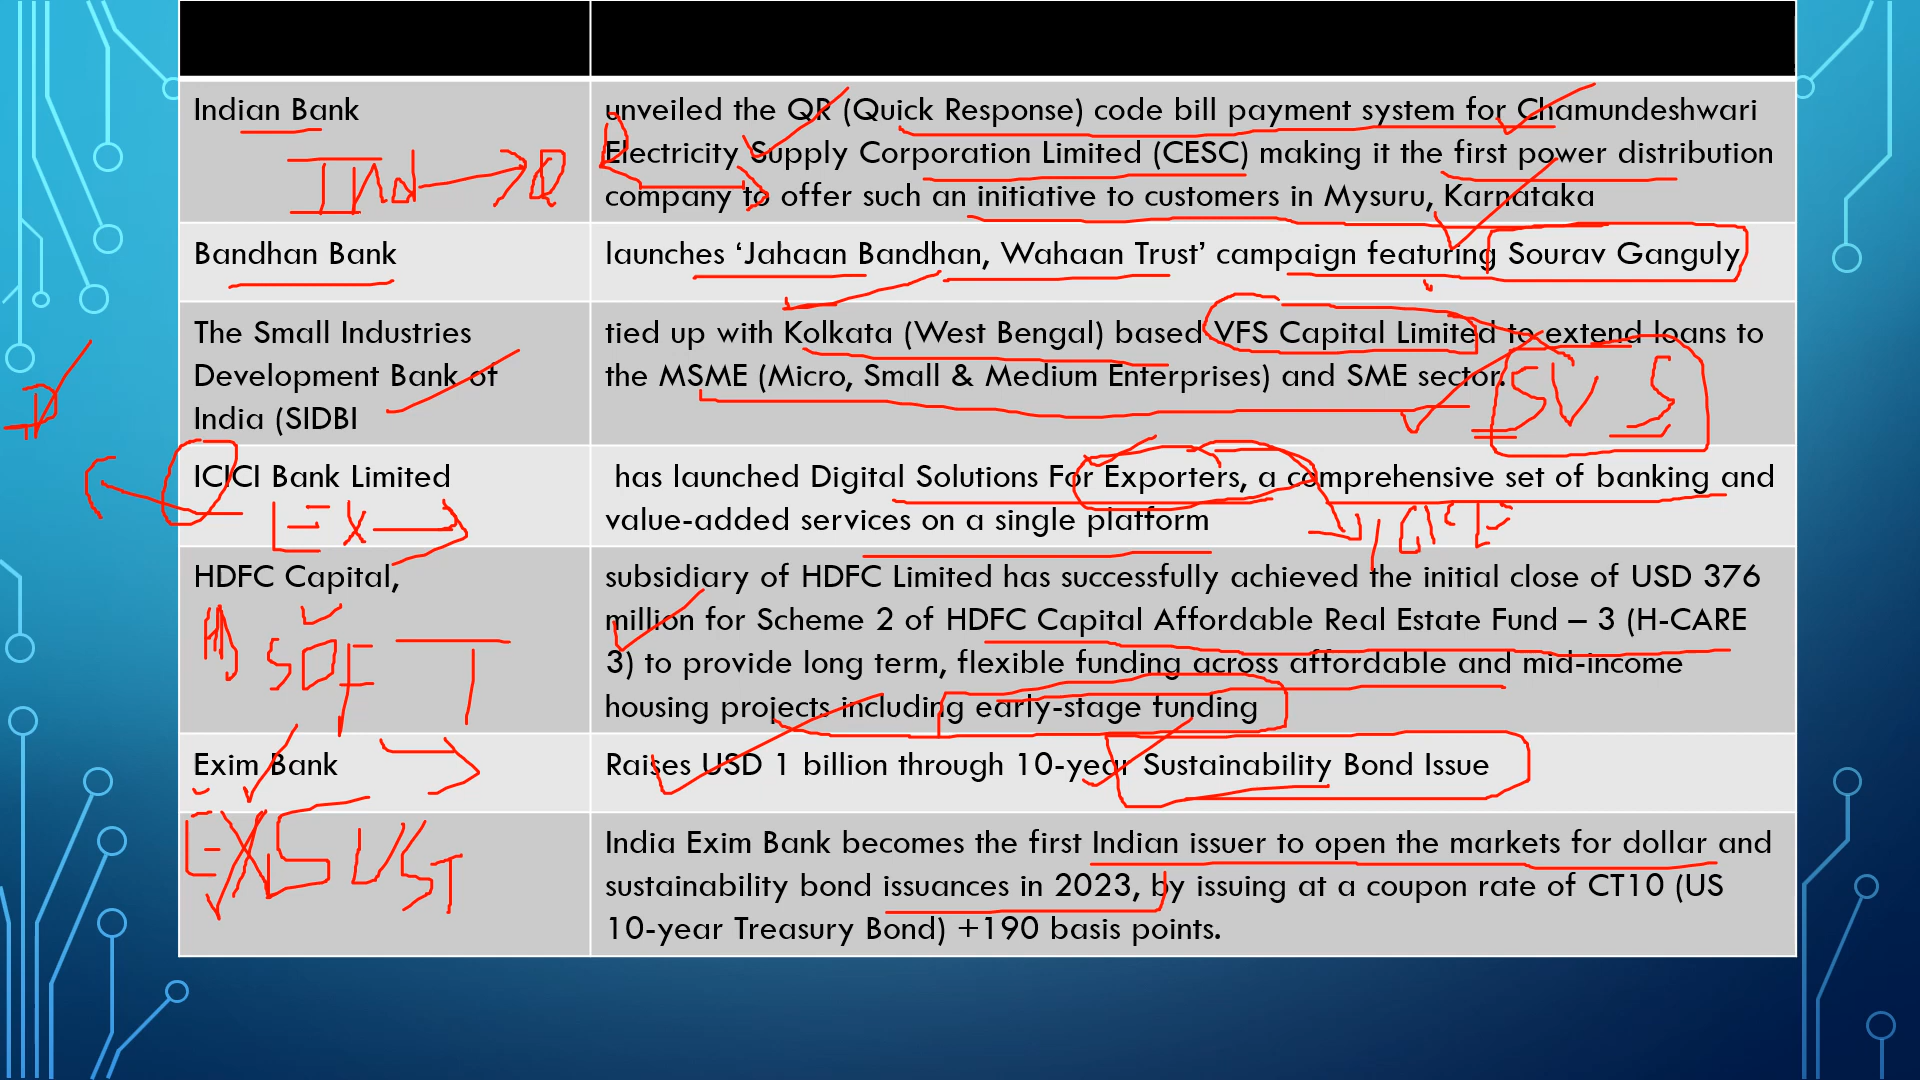 Indian Bank
unveiled the QR (Quick Response) code bill payment system for Chamundeshwari
Electricity Supply Corporation Limited (CESC) making it the first power distribution
company to offer such an initiative to customers in Mysuru, Karnataka
INd
Q
Bandhan Bank
launches ‘Jahaan Bandhan, Wahaan Trust’ campaign featuring Sourav Ganguly
The Small Industries
Development Bank of
India (SIDBI
tied up with Kolkata (West Bengal) based VFS Capital Limited to extend loans to
the MSME (Micro, Small & Medium Enterprises) and SME sector.
SV S
ICICI Bank Limited
has launched Digital Solutions For Exporters, a comprehensive set of banking and
value-added services on a single platform
EX
HDFC Capital,
subsidiary of HDFC Limited has successfully achieved the initial close of USD 376
million for Scheme 2 of HDFC Capital Affordable Real Estate Fund – 3 (H-CARE
3) to provide long term, flexible funding across affordable and mid-income
housing projects including early-stage funding
Exim Bank
Raises USD 1 billion through 10-year Sustainability Bond Issue
India Exim Bank becomes the first Indian issuer to open the markets for dollar and
sustainability bond issuances in 2023, by issuing at a coupon rate of CT10 (US
10-year Treasury Bond) +190 basis points.
EX SUST